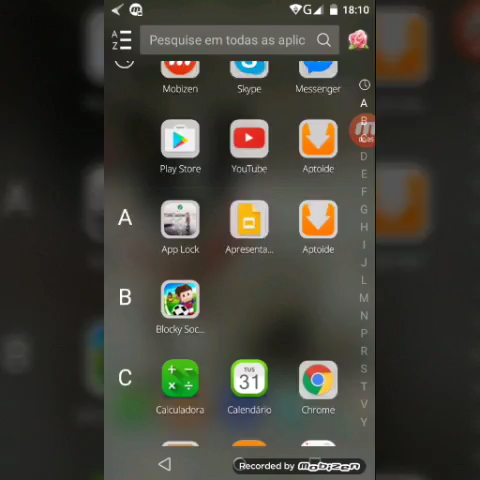 18:10
A
Z
Pesquise em todas as aplic
Mobizen
Skype
Messenger
Play Store
YouTube
Aptoide
A
App Lock
Apresenta...
Aptoide
B
Blocky Soc...
C
+ −
× ÷
Calculadora
TUE
31
Calendário
Chrome
A
B
D
E
F
G
H
I
J
L
M
N
P
R
S
T
V
Y
Recorded by mobizen